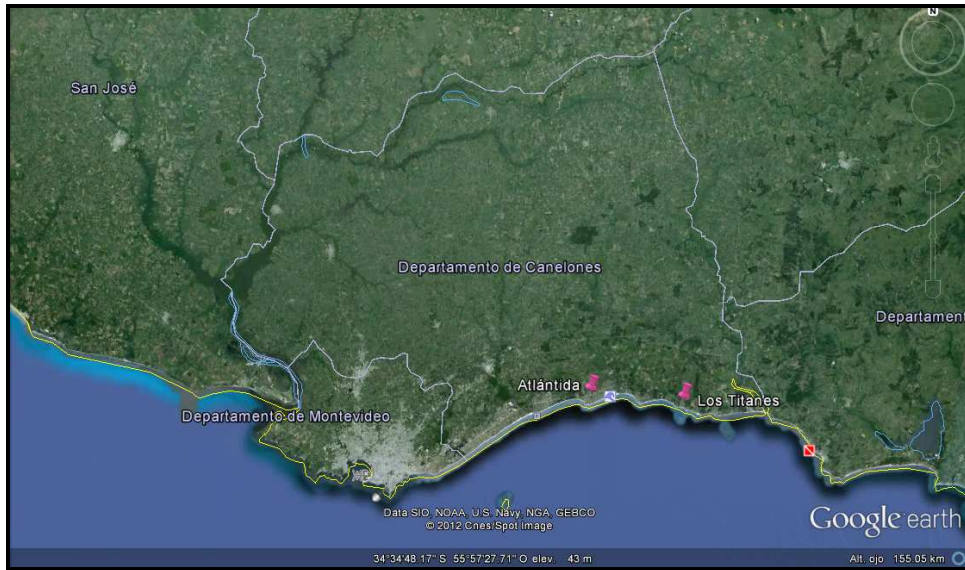 N
San José
Departamento de Canelones
Departament
Atlántida
Los Titanes
Departamento de Montevideo
Data SIO, NOAA, U.S. Navy, NGA, GEBCO
© 2012 Cnes/Spot Image
Google earth
34°34'48.17" S 55°57'27.71" O elev. 43 m
Alt. ojo 155.05 km